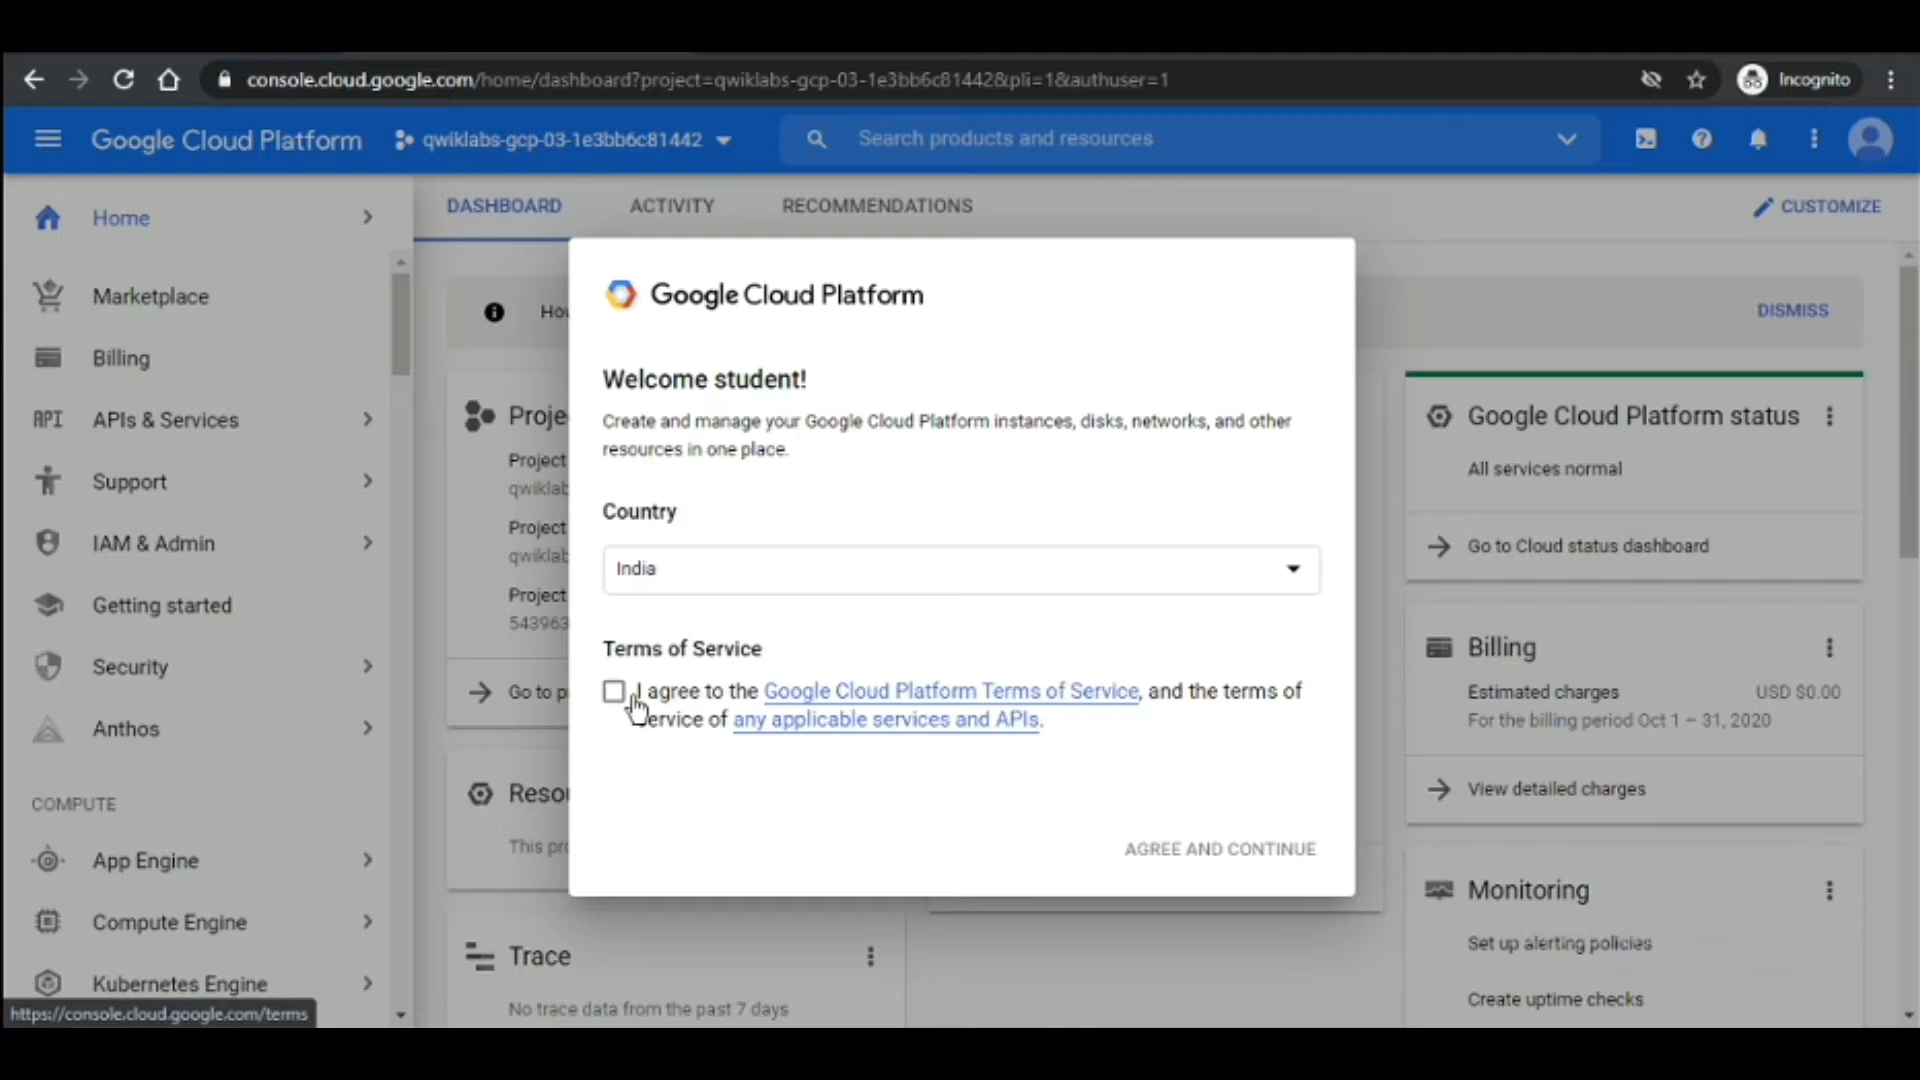 console.cloud.google.com/home/dashboard?project=qwiklabs-gcp-03-1e3bb6c81442&pli=1&authuser=1
Incognito
Google Cloud Platform
qwiklabs-gcp-03-1e3bb6c81442
Search products and resources
Home
Marketplace
Billing
API
APIs & Services
Support
IAM & Admin
Getting started
Security
Anthos
COMPUTE
App Engine
Compute Engine
Kubernetes Engine
https://console.cloud.google.com/terms
DASHBOARD
ACTIVITY
RECOMMENDATIONS
CUSTOMIZE
DISMISS
Project
Project
Project
Go to
Trace
No trace data from the past 7 days
Google Cloud Platform
Welcome student!
Create and manage your Google Cloud Platform instances, disks, networks, and other
resources in one place.
Country
India
Terms of Service
I agree to the Google Cloud Platform Terms of Service, and the terms of
service of any applicable services and APIs.
AGREE AND CONTINUE
Google Cloud Platform status
All services normal
Go to Cloud status dashboard
Billing
Estimated charges USD $0.00
For the billing period Oct 1 – 31, 2020
View detailed charges
Monitoring
Set up alerting policies
Create uptime checks